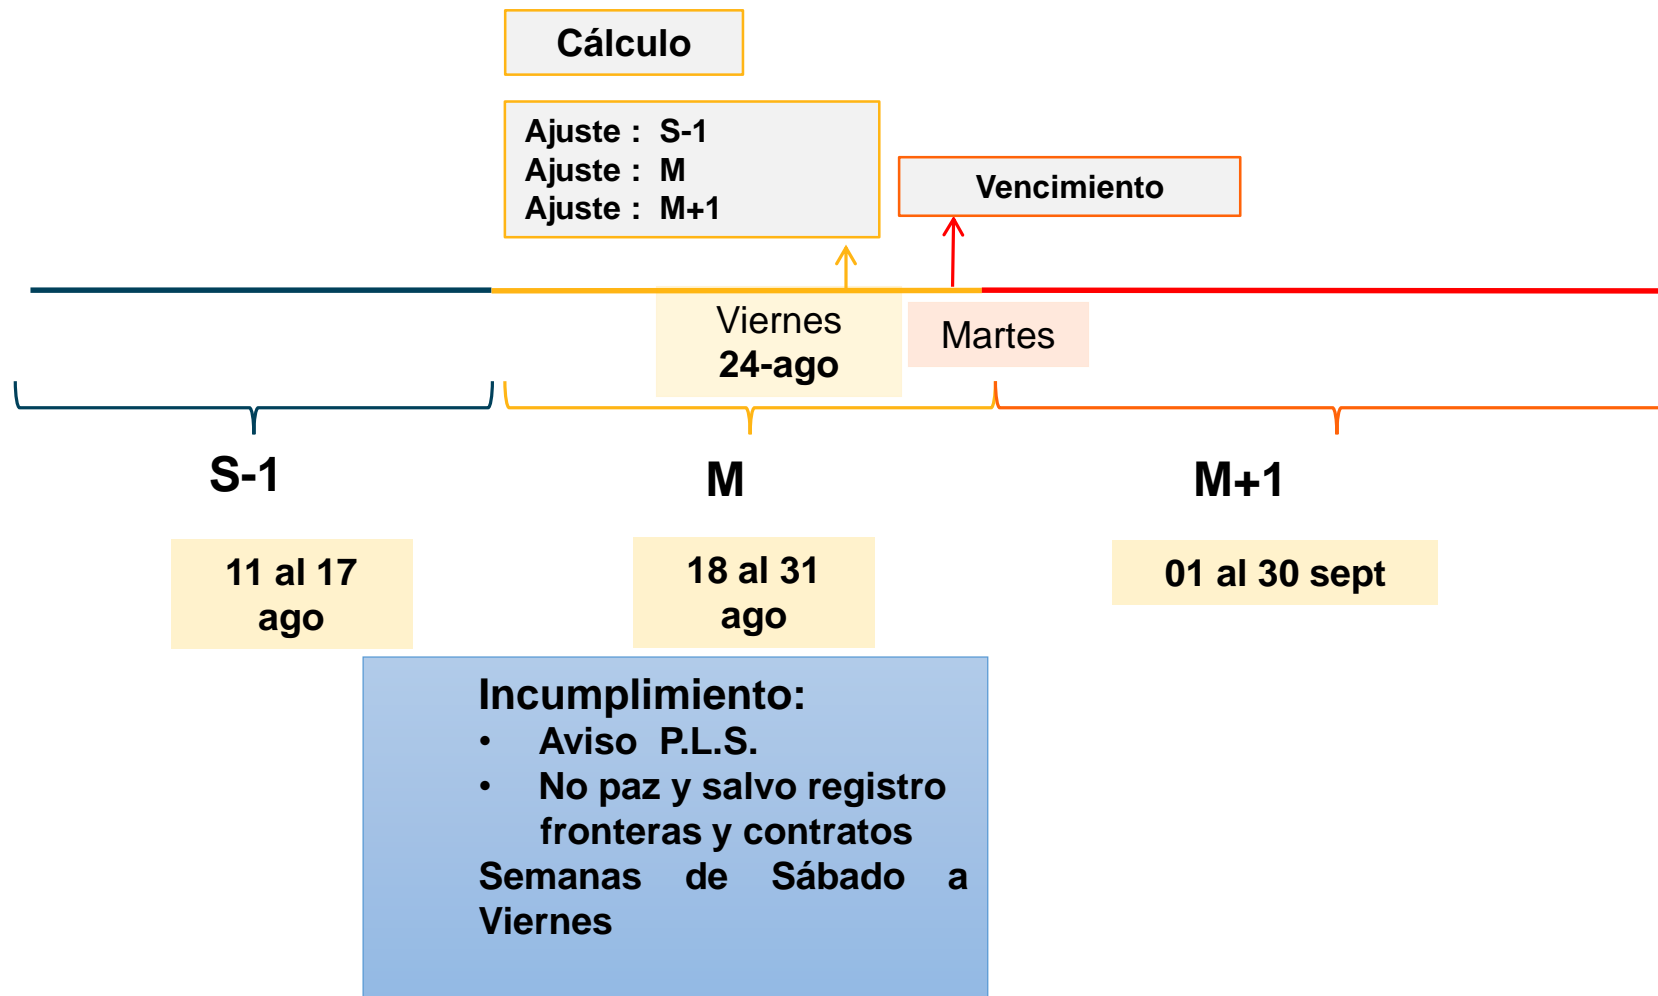 Cálculo
Ajuste : S-1
Ajuste : M
Ajuste : M+1
Vencimiento
Viernes
24-ago
Martes
S-1
M
M+1
11 al 17
ago
18 al 31
ago
01 al 30 sept
Incumplimiento:
• Aviso P.L.S.
• No paz y salvo registro
fronteras y contratos
Semanas de Sábado a
Viernes